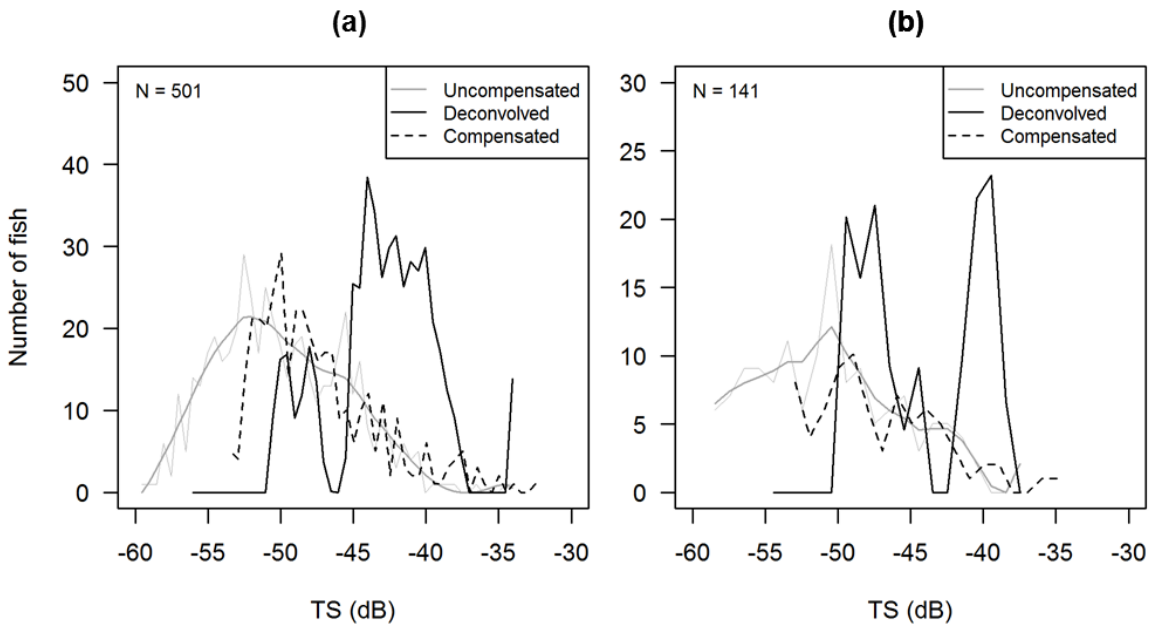 (a)
N = 501
Uncompensated
Deconvolved
Compensated
50
40
30
20
10
0
Number of fish
-60 -55 -50 -45 -40 -35 -30
TS (dB)
(b)
N = 141
Uncompensated
Deconvolved
Compensated
30
25
20
15
10
5
0
-60 -55 -50 -45 -40 -35 -30
TS (dB)